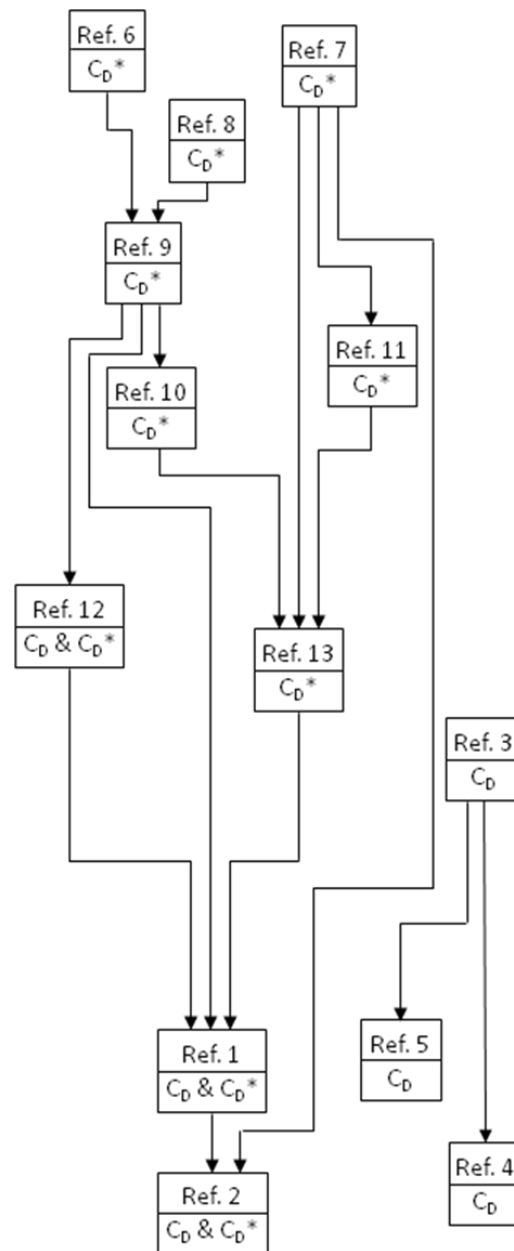 Ref. 6
C_D*
Ref. 7
C_D*
Ref. 8
C_D*
Ref. 9
C_D*
Ref. 11
C_D*
Ref. 10
C_D*
Ref. 12
C_D & C_D*
Ref. 13
C_D*
Ref. 3
C_D
Ref. 5
C_D
Ref. 1
C_D & C_D*
Ref. 4
C_D
Ref. 2
C_D & C_D*